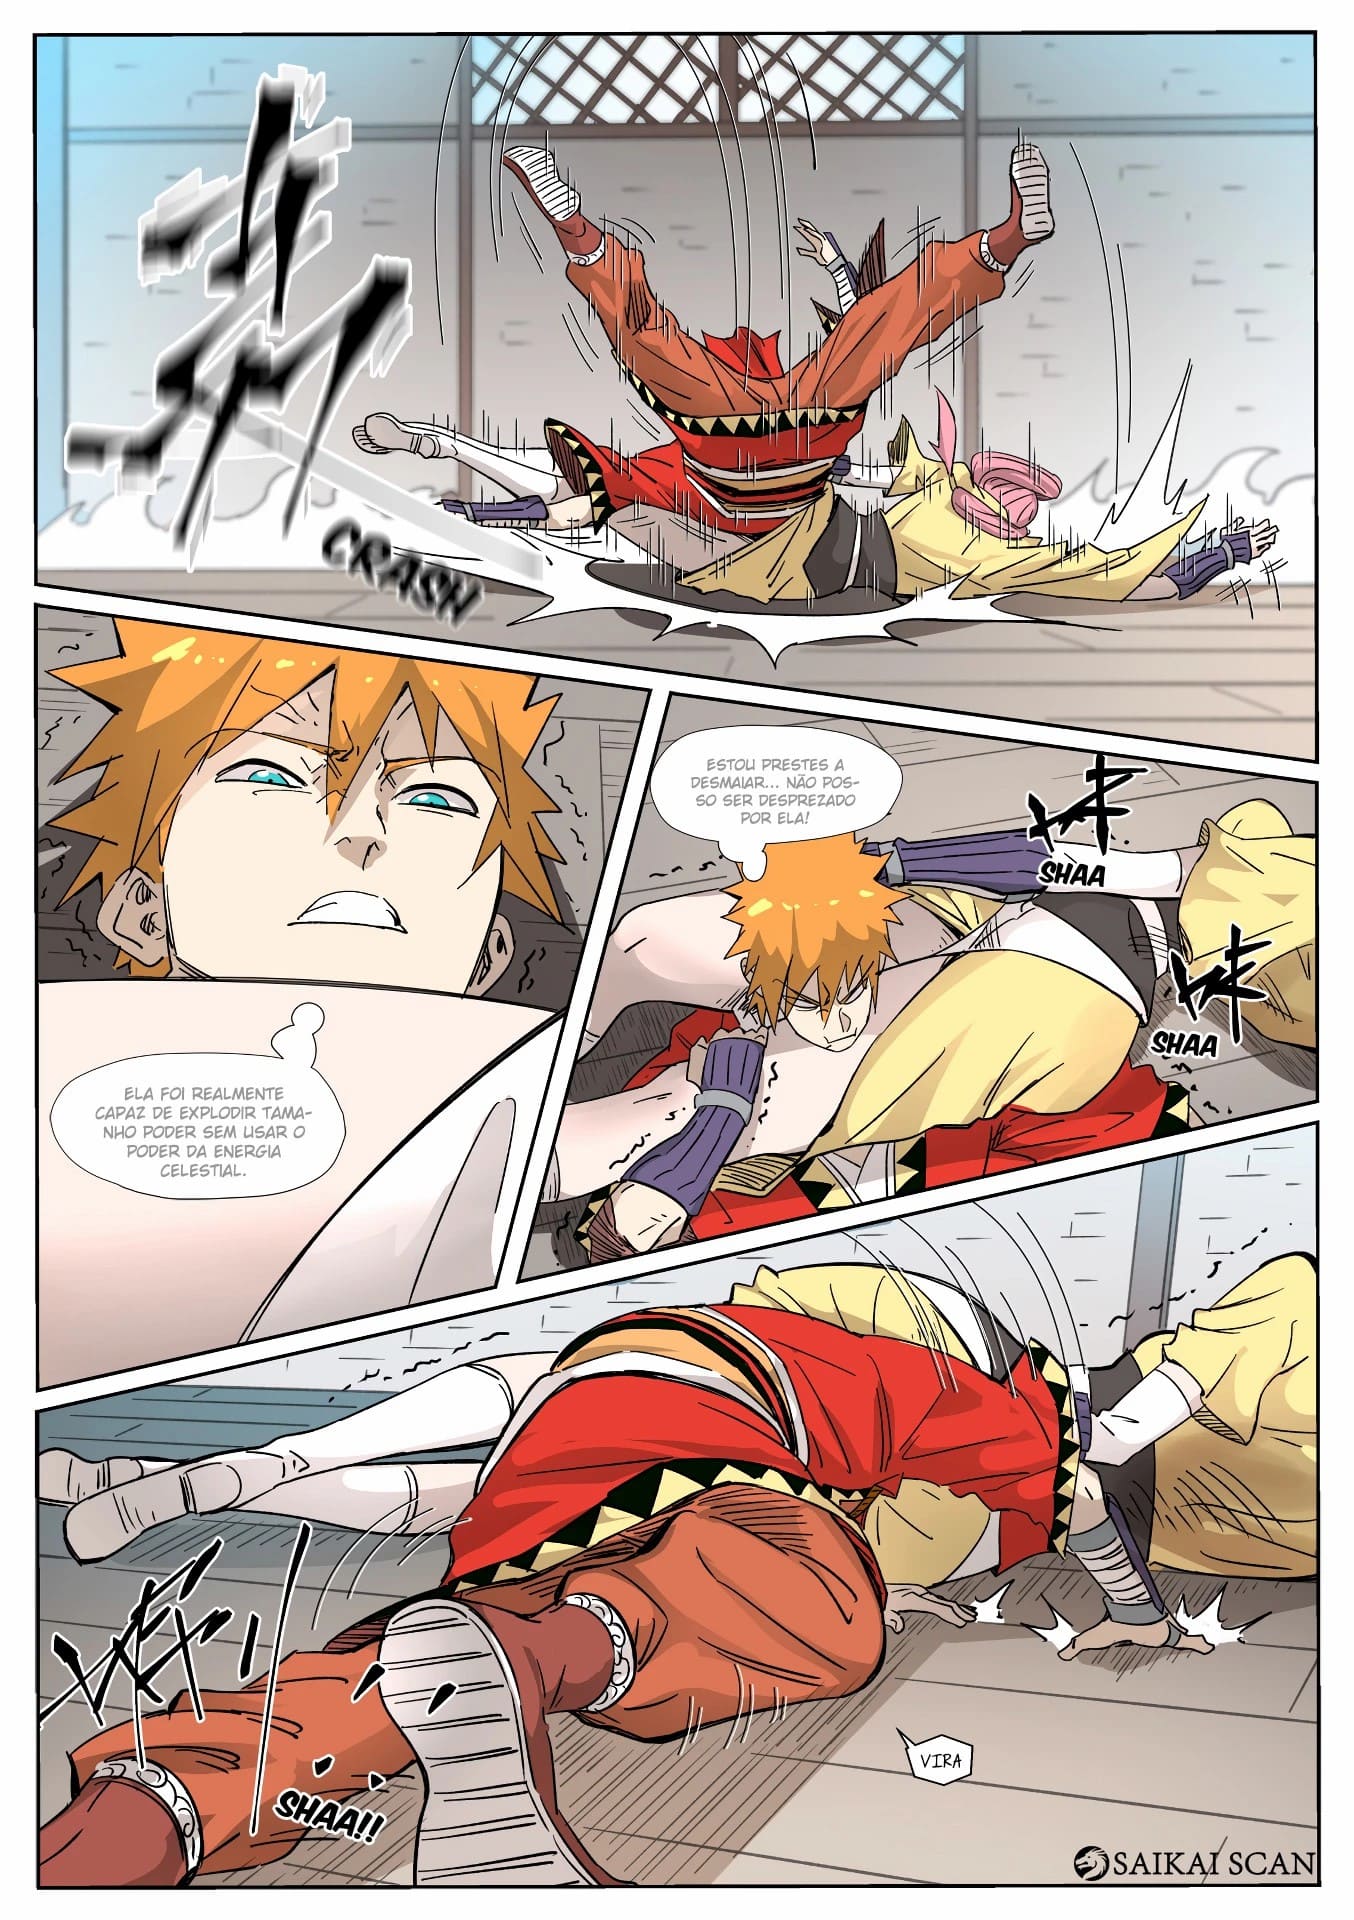 CRASH
ESTOU PRESTES A
DESMAIAR... NÃO POS-
SO SER DESPREZADO
POR ELA!
SHAA
SHAA
ELA FOI REALMENTE
CAPAZ DE EXPLODIR TAMA-
NHO PODER SEM USAR O
PODER DA ENERGIA
CELESTIAL.
VIRA
SHAA!!
SAIKAI SCAN